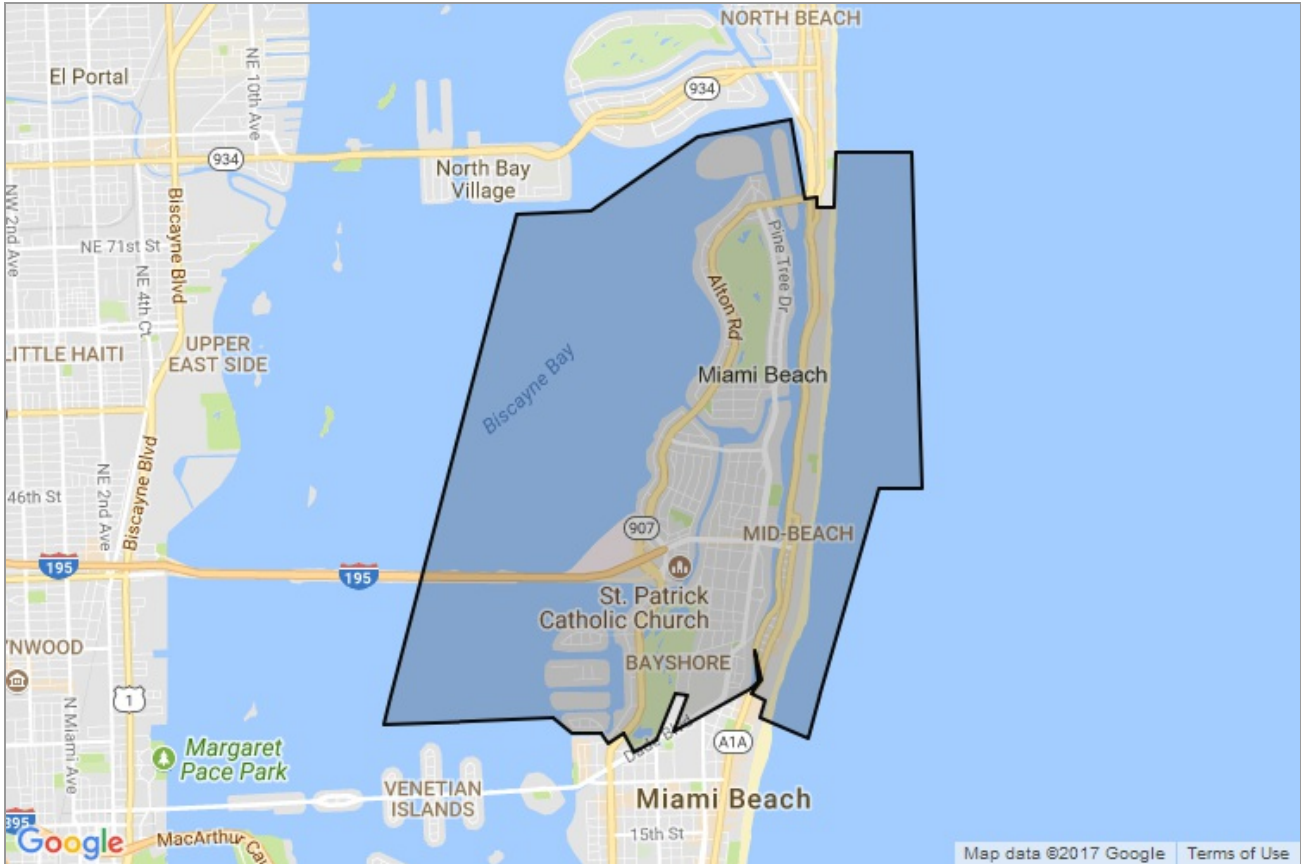 NORTH BEACH
El Portal
NE 10th Ave
934
934
North Bay
Village
NW 2nd Ave
Biscayne Blvd
NE 71st St
NE 4th Ct
Pine Tree Dr
Alton Rd
LITTLE HAITI
UPPER
EAST SIDE
Biscayne Bay
Miami Beach
46th St
NE 2nd Ave
Biscayne Blvd
907
MID-BEACH
195
195
St. Patrick
Catholic Church
YNWOOD
BAYSHORE
1
N Miami Ave
Margaret
Pace Park
Dade Blvd
A1A
VENETIAN
ISLANDS
Miami Beach
395
15th St
Google
MacArthur Cau
Map data ©2017 Google
Terms of Use